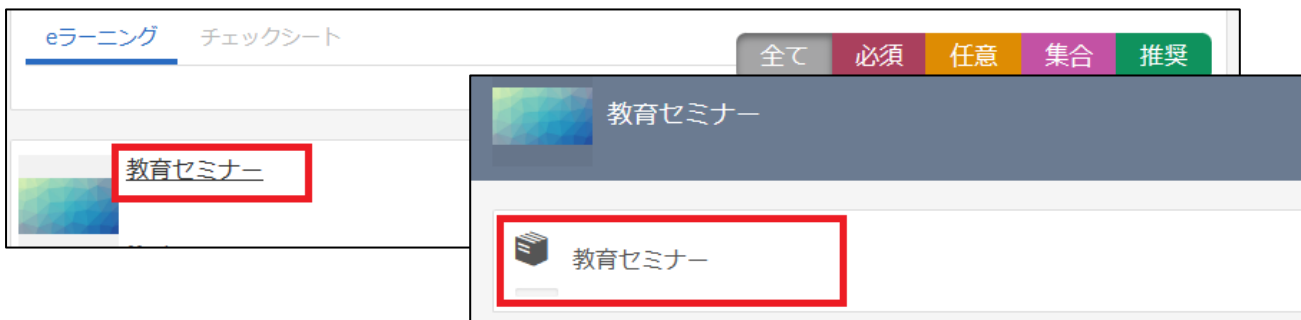 eラーニング チェックシート
全て 必須 任意 集合 推奨
教育セミナー
教育セミナー
教育セミナー